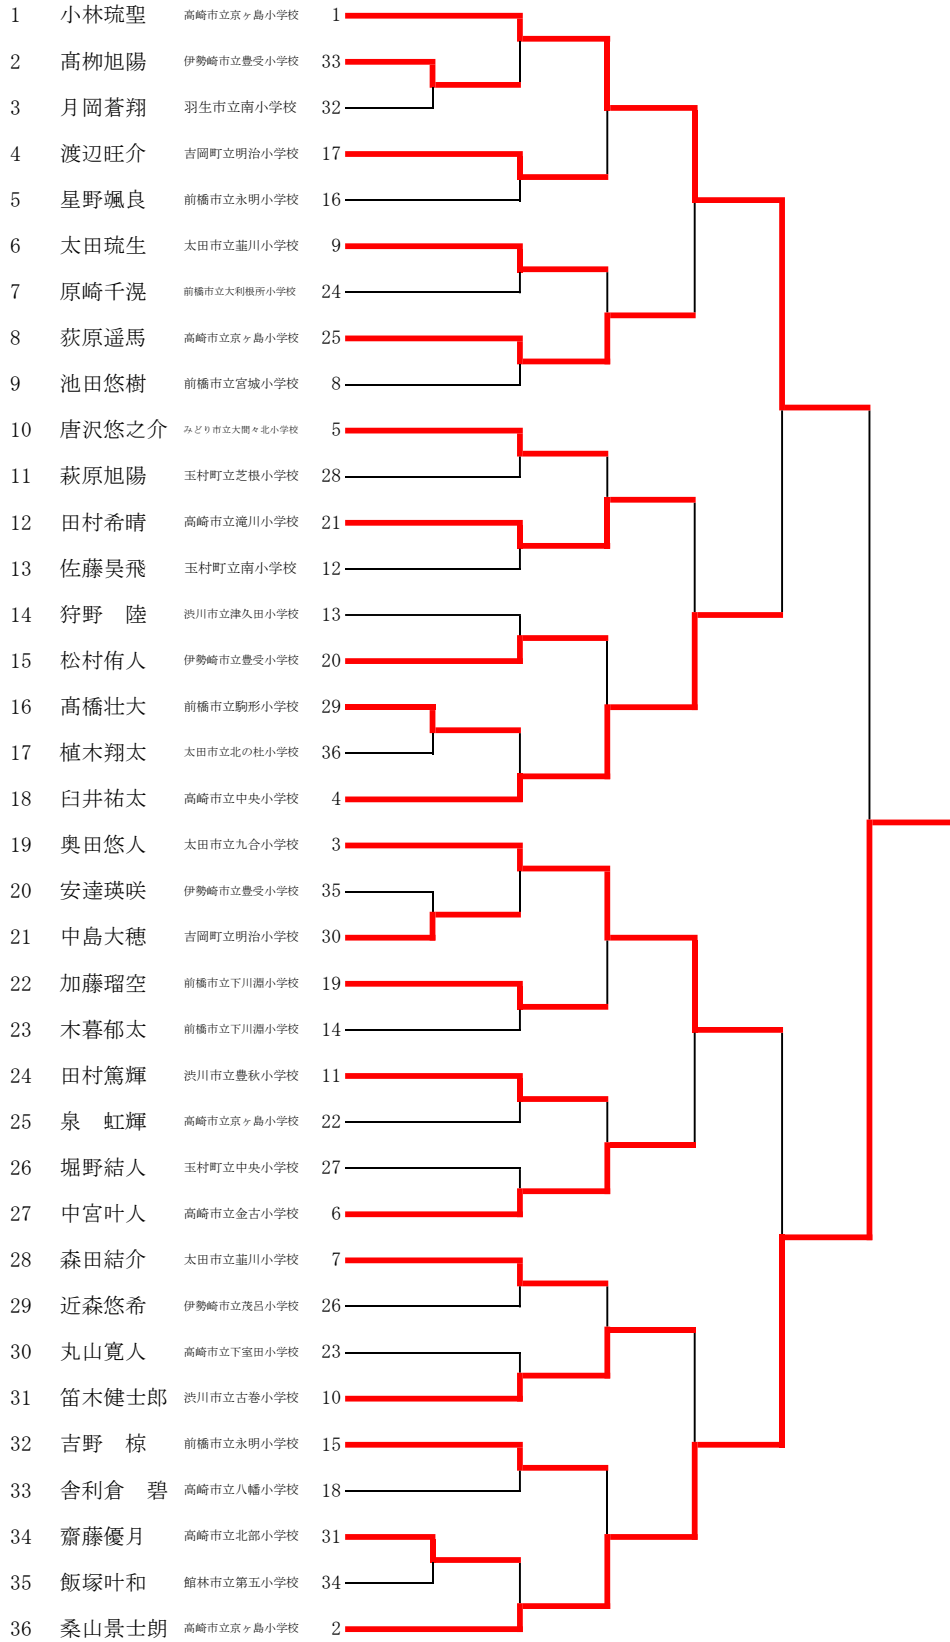 1 小林琉聖 高崎市立京ヶ島小学校 1
2 髙栁旭陽 伊勢崎市立豊受小学校 33
3 月岡蒼翔 羽生市立南小学校 32
4 渡辺旺介 吉岡町立明治小学校 17
5 星野颯良 前橋市立永明小学校 16
6 太田琉生 太田市立韮川小学校 9
7 原崎千滉 前橋市立大利根所小学校 24
8 荻原遥馬 高崎市立京ヶ島小学校 25
9 池田悠樹 前橋市立宮城小学校 8
10 唐沢悠之介 みどり市立大間々北小学校 5
11 萩原旭陽 玉村町立芝根小学校 28
12 田村希晴 高崎市立滝川小学校 21
13 佐藤昊飛 玉村町立南小学校 12
14 狩野 陸 渋川市立津久田小学校 13
15 松村侑人 伊勢崎市立豊受小学校 20
16 髙橋壮大 前橋市立駒形小学校 29
17 植木翔太 太田市立北の杜小学校 36
18 臼井祐太 高崎市立中央小学校 4
19 奥田悠人 太田市立九合小学校 3
20 安達瑛咲 伊勢崎市立豊受小学校 35
21 中島大穂 吉岡町立明治小学校 30
22 加藤瑠空 前橋市立下川淵小学校 19
23 木暮郁太 前橋市立下川淵小学校 14
24 田村篤輝 渋川市立豊秋小学校 11
25 泉 虹輝 高崎市立京ヶ島小学校 22
26 堀野結人 玉村町立中央小学校 27
27 中宮叶人 高崎市立金古小学校 6
28 森田結介 太田市立韮川小学校 7
29 近森悠希 伊勢崎市立茂呂小学校 26
30 丸山寛人 高崎市立下室田小学校 23
31 笛木健士郎 渋川市立古巻小学校 10
32 吉野 椋 前橋市立永明小学校 15
33 舎利倉 碧 高崎市立八幡小学校 18
34 齋藤優月 高崎市立北部小学校 31
35 飯塚叶和 館林市立第五小学校 34
36 桑山景士朗 高崎市立京ヶ島小学校 2